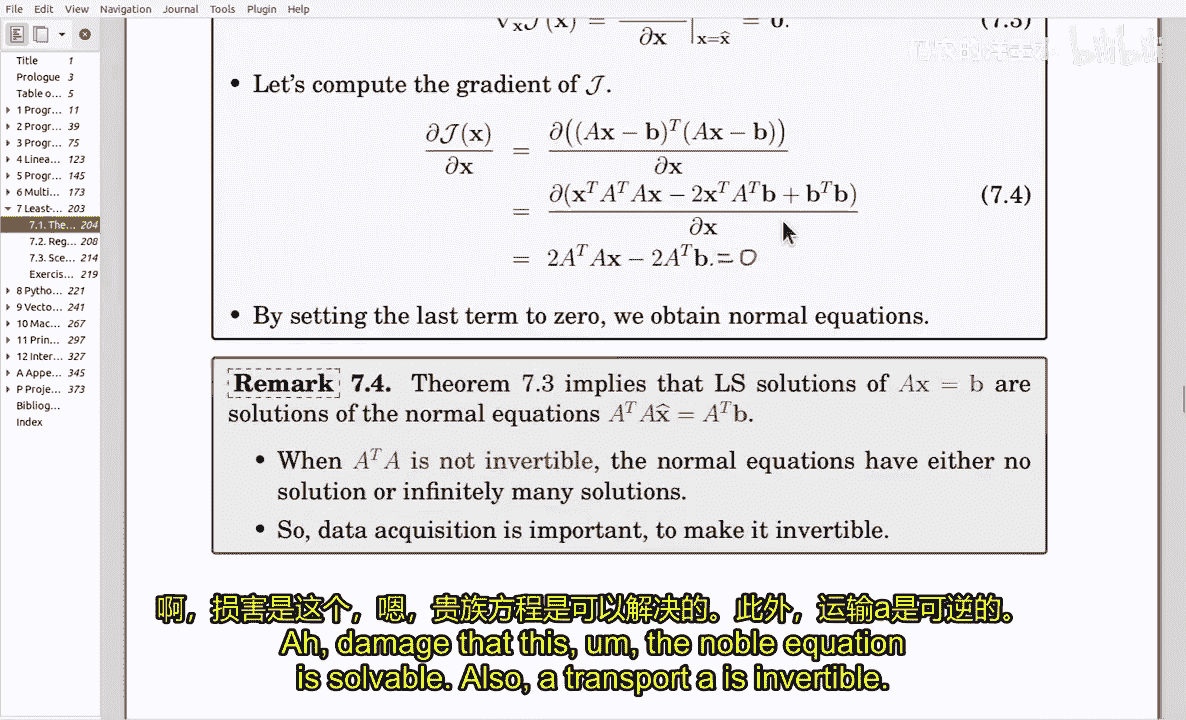 File Edit View Navigation Journal Tools Plugin Help
Title 1
Prologue 3
Table o... 5
1 Progr... 11
2 Progr... 39
3 Progr... 75
4 Linea... 123
5 Progr... 145
6 Multi... 173
7 Least-... 203
7.1. The... 204
7.2. Reg... 208
7.3. Sce... 214
Exercis... 219
8 Pytho... 221
9 Vecto... 241
10 Mac... 267
11 Prin... 297
12 Inter... 327
A Appe... 345
P Proje... 373
Bibliog...
Index
• Let's compute the gradient of 𝒥.
∂𝒥(x)/∂x = ∂((Ax − b)ᵀ(Ax − b))/∂x
= ∂(xᵀAᵀAx − 2xᵀAᵀb + bᵀb)/∂x (7.4)
= 2AᵀAx − 2Aᵀb. = 0
• By setting the last term to zero, we obtain normal equations.
Remark 7.4. Theorem 7.3 implies that LS solutions of Ax = b are
solutions of the normal equations AᵀAx̂ = Aᵀb.
• When AᵀA is not invertible, the normal equations have either no
solution or infinitely many solutions.
• So, data acquisition is important, to make it invertible.
啊，损害是这个，嗯，贵族方程是可以解决的。此外，运输a是可逆的。
Ah, damage that this, um, the noble equation
is solvable. Also, a transport a is invertible.